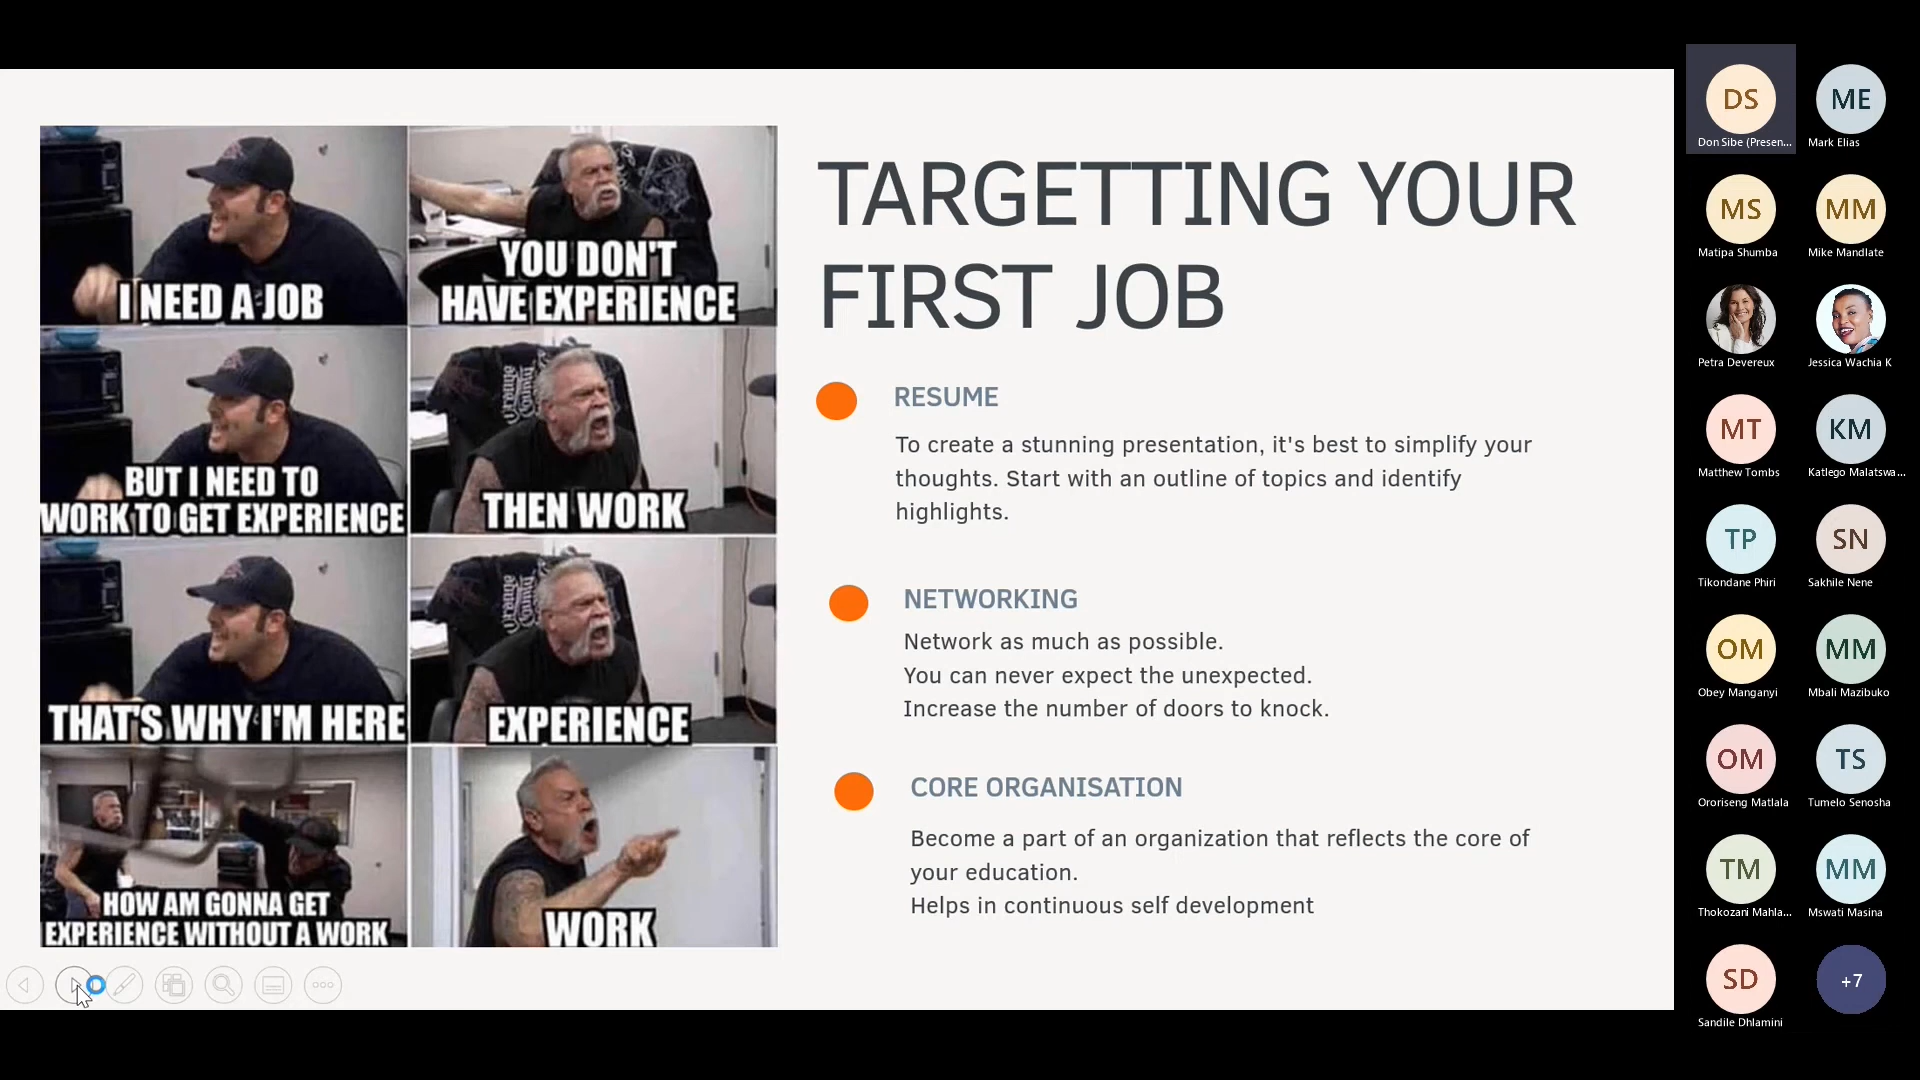 I NEED A JOB
YOU DON'T
HAVE EXPERIENCE
BUT I NEED TO
WORK TO GET EXPERIENCE
THEN WORK
THAT'S WHY I'M HERE
EXPERIENCE
HOW AM GONNA GET
EXPERIENCE WITHOUT A WORK
WORK
TARGETTING YOUR
FIRST JOB
RESUME
To create a stunning presentation, it's best to simplify your
thoughts. Start with an outline of topics and identify
highlights.
NETWORKING
Network as much as possible.
You can never expect the unexpected.
Increase the number of doors to knock.
CORE ORGANISATION
Become a part of an organization that reflects the core of
your education.
Helps in continuous self development
DS
Don Sibe (Presen...
ME
Mark Elias
MS
Matipa Shumba
MM
Mike Mandlate
Petra Devereux
Jessica Wachia K
MT
Matthew Tombs
KM
Katlego Malatswa...
TP
Tikondane Phiri
SN
Sakhile Nene
OM
Obey Manganyi
MM
Mbali Mazibuko
OM
Ororiseng Matlala
TS
Tumelo Senosha
TM
Thokozani Mahla...
MM
Mswati Masina
SD
Sandile Dhlamini
+7